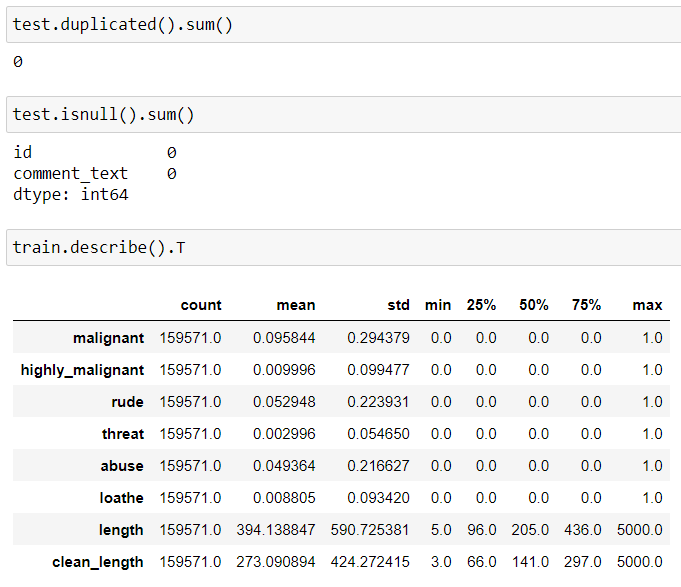 test.duplicated().sum()
0
test.isnull().sum()
id 0
comment_text 0
dtype: int64
train.describe().T
count mean std min 25% 50% 75% max
malignant 159571.0 0.095844 0.294379 0.0 0.0 0.0 0.0 1.0
highly_malignant 159571.0 0.009996 0.099477 0.0 0.0 0.0 0.0 1.0
rude 159571.0 0.052948 0.223931 0.0 0.0 0.0 0.0 1.0
threat 159571.0 0.002996 0.054650 0.0 0.0 0.0 0.0 1.0
abuse 159571.0 0.049364 0.216627 0.0 0.0 0.0 0.0 1.0
loathe 159571.0 0.008805 0.093420 0.0 0.0 0.0 0.0 1.0
length 159571.0 394.138847 590.725381 5.0 96.0 205.0 436.0 5000.0
clean_length 159571.0 273.090894 424.272415 3.0 66.0 141.0 297.0 5000.0